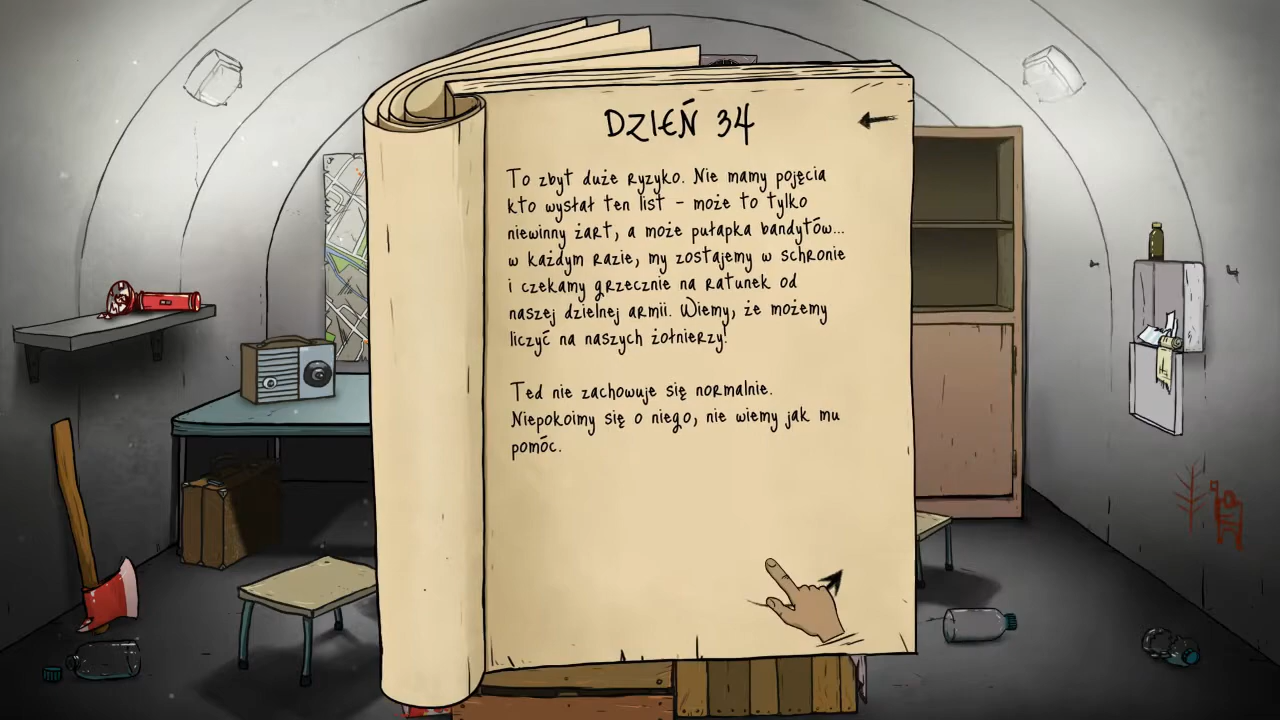 DZIEŃ 34
To zbyt duże ryzyko. Nie mamy pojęcia
kto wysłał ten list - może to tylko
niewinny żart, a może pułapka bandytów...
w każdym razie, my zostajemy w schronie
i czekamy grzecznie na ratunek od
naszej dzielnej armii. Wiemy, że możemy
liczyć na naszych żołnierzy!
Ted nie zachowuje się normalnie.
Niepokoimy się o niego, nie wiemy jak mu
pomóc.